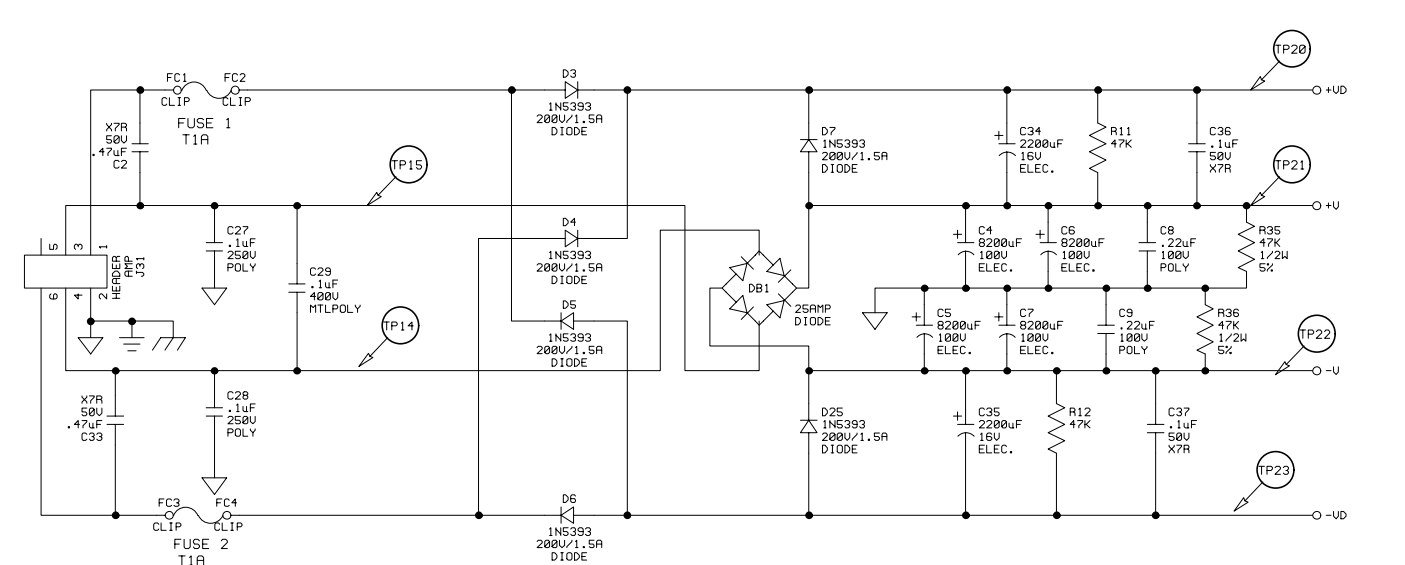 TP20
FC1
FC2
CLIP
CLIP
FUSE 1
T1A
D3
1N5393
200V/1.5A
DIODE
+VD
X7R
50V
.47uF
C2
TP15
D7
1N5393
200V/1.5A
DIODE
+
C34
2200uF
16V
ELEC.
R11
47K
C36
.1uF
50V
X7R
TP21
+V
5
3
1
HEADER
AMP
J31
6
4
2
C27
.1uF
250V
POLY
C29
.1uF
400V
MTLPOLY
D4
1N5393
200V/1.5A
DIODE
DB1
25AMP
DIODE
+
C4
8200uF
100V
ELEC.
+
C6
8200uF
100V
ELEC.
C8
.22uF
100V
POLY
R35
47K
1/2W
5%
TP14
D5
1N5393
200V/1.5A
DIODE
+
C5
8200uF
100V
ELEC.
+
C7
8200uF
100V
ELEC.
C9
.22uF
100V
POLY
R36
47K
1/2W
5%
TP22
-V
X7R
50V
.47uF
C33
C28
.1uF
250V
POLY
D25
1N5393
200V/1.5A
DIODE
+
C35
2200uF
16V
ELEC.
R12
47K
C37
.1uF
50V
X7R
TP23
FC3
FC4
CLIP
CLIP
FUSE 2
T1A
D6
1N5393
200V/1.5A
DIODE
-VD